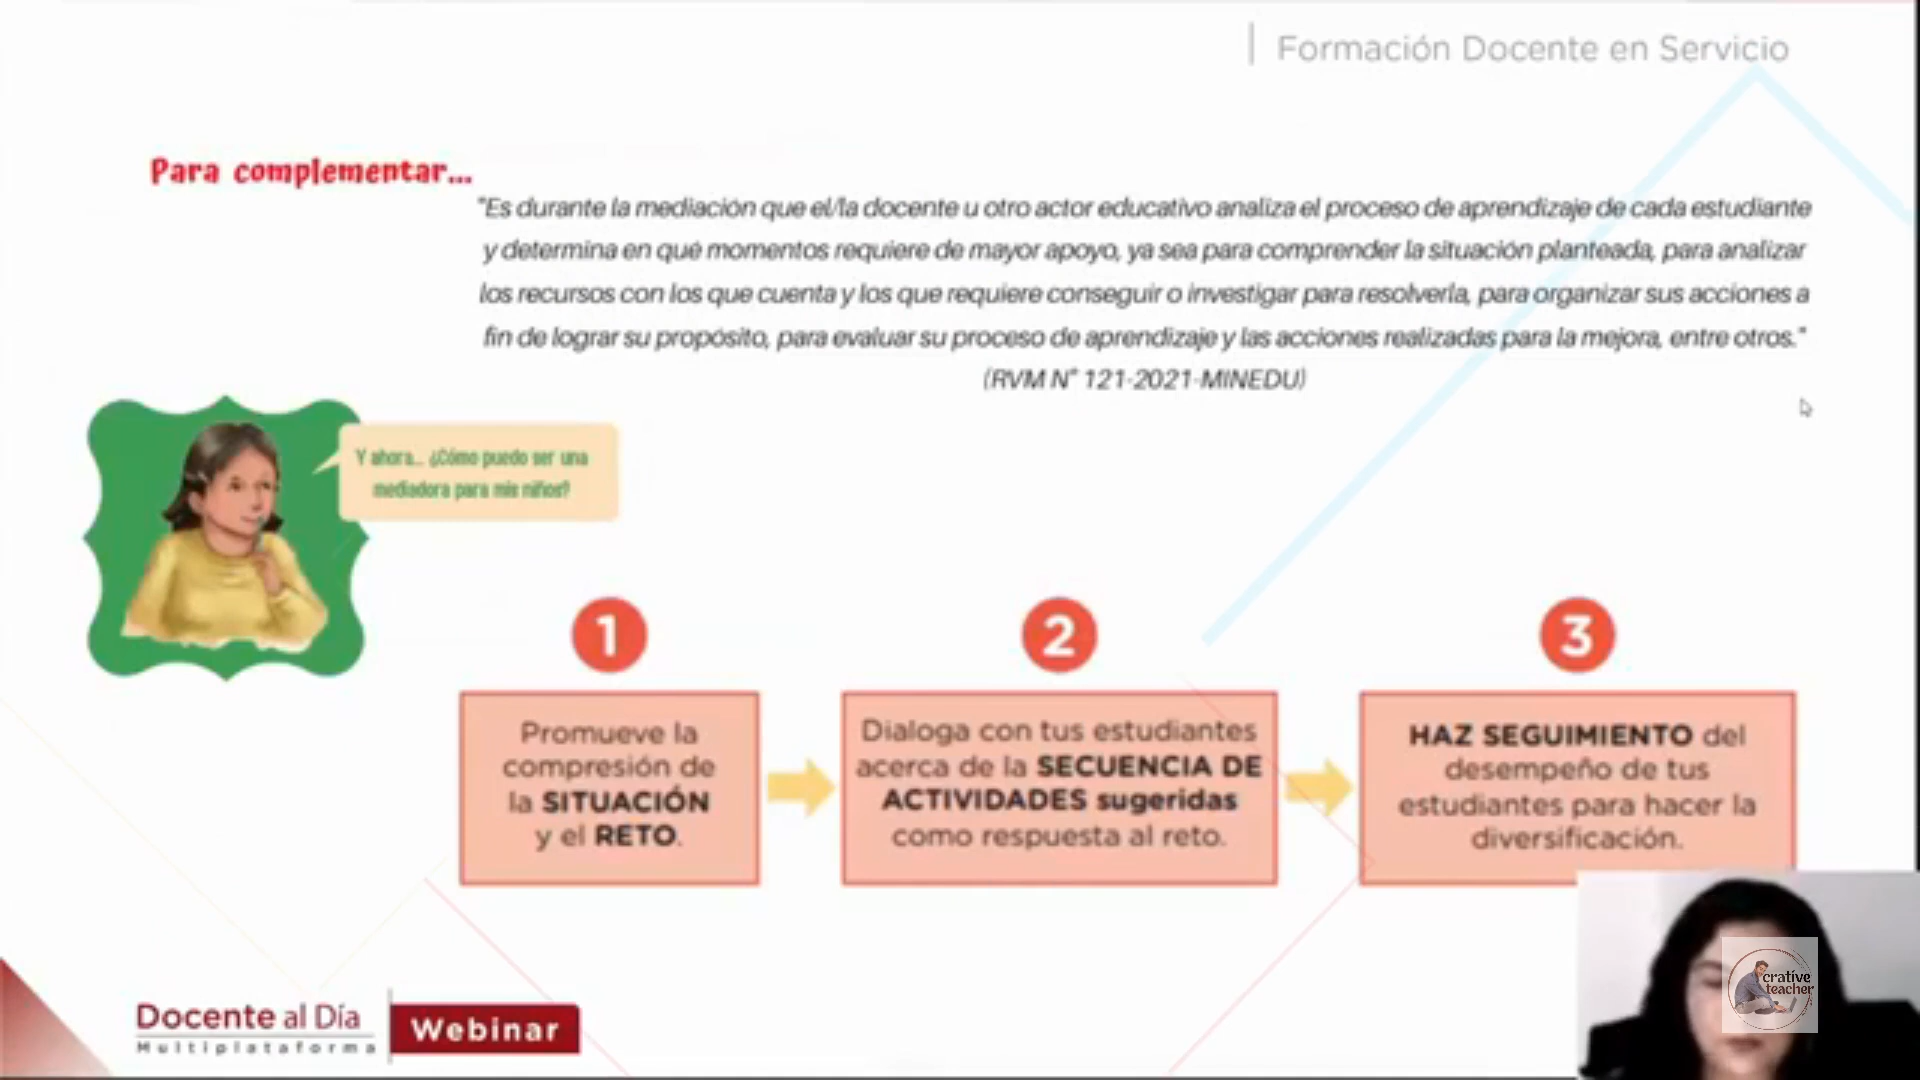 Formación Docente en Servicio
Para complementar...
"Es durante la mediación que el/la docente u otro actor educativo analiza el proceso de aprendizaje de cada estudiante
y determina en qué momentos requiere de mayor apoyo, ya sea para comprender la situación planteada, para analizar
los recursos con los que cuenta y los que requiere conseguir o investigar para resolverla, para organizar sus acciones a
fin de lograr su propósito, para evaluar su proceso de aprendizaje y las acciones realizadas para la mejora, entre otros."
(RVM N° 121-2021-MINEDU)
Y ahora... ¿Cómo puedo ser una
mediadora para mis niños?
1
Promueve la
compresión de
la SITUACIÓN
y el RETO.
2
Dialoga con tus estudiantes
acerca de la SECUENCIA DE
ACTIVIDADES sugeridas
como respuesta al reto.
3
HAZ SEGUIMIENTO del
desempeño de tus
estudiantes para hacer la
diversificación.
Docente al Día
Multiplataforma
Webinar
crative
teacher